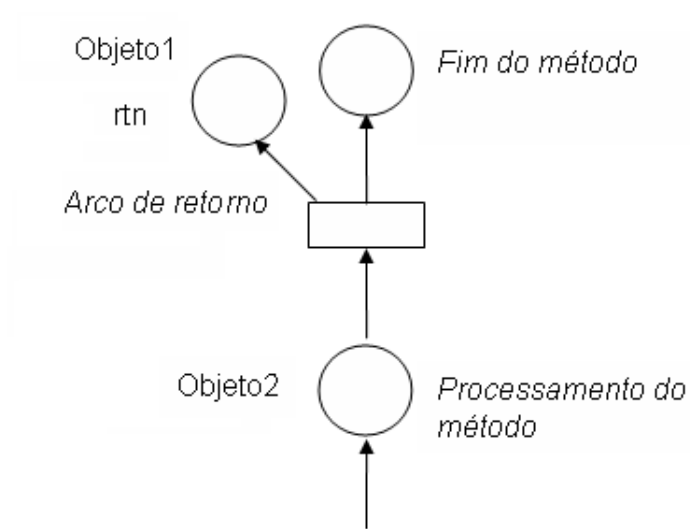 Objeto1
Fim do método
rtn
Arco de retorno
Objeto2
Processamento do
método